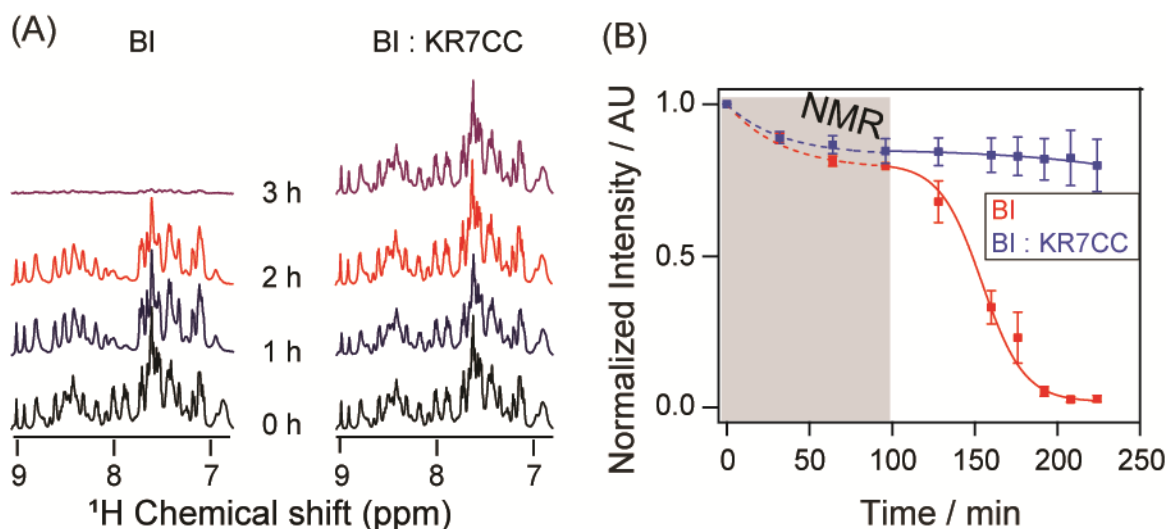 (A)
BI
BI : KR7CC
3 h
2 h
1 h
0 h
9 8 7
9 8 7
¹H Chemical shift (ppm)
(B)
Normalized Intensity / AU
1.0
0.5
0.0
NMR
BI
BI : KR7CC
0 50 100 150 200 250
Time / min